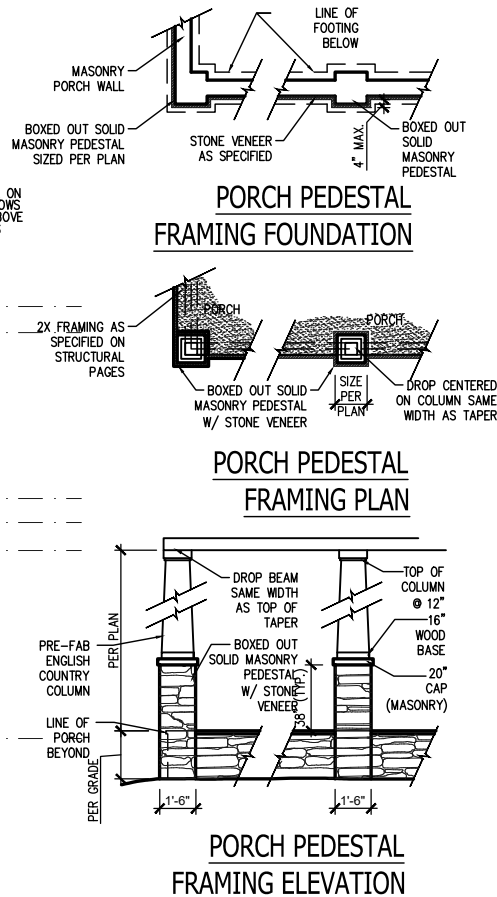 LINE OF
FOOTING
BELOW
MASONRY
PORCH WALL
BOXED OUT SOLID
MASONRY PEDESTAL
SIZED PER PLAN
STONE VENEER
AS SPECIFIED
4" MAX.
BOXED OUT
SOLID
MASONRY
PEDESTAL
ON
OWS
BOVE
PORCH PEDESTAL
FRAMING FOUNDATION
PORCH
PORCH
2X FRAMING AS
SPECIFIED ON
STRUCTURAL
PAGES
BOXED OUT SOLID
MASONRY PEDESTAL
W/ STONE VENEER
SIZE
PER
PLAN
DROP CENTERED
ON COLUMN SAME
WIDTH AS TAPER
PORCH PEDESTAL
FRAMING PLAN
DROP BEAM
SAME WIDTH
AS TOP OF
TAPER
TOP OF
COLUMN
@ 12"
16"
WOOD
BASE
20"
CAP
(MASONRY)
PER PLAN
PRE-FAB
ENGLISH
COUNTRY
COLUMN
BOXED OUT
SOLID MASONRY
PEDESTAL
W/ STONE
VENEER
38" (TYP.)
LINE OF
PORCH
BEYOND
PER GRADE
1'-6"
1'-6"
PORCH PEDESTAL
FRAMING ELEVATION